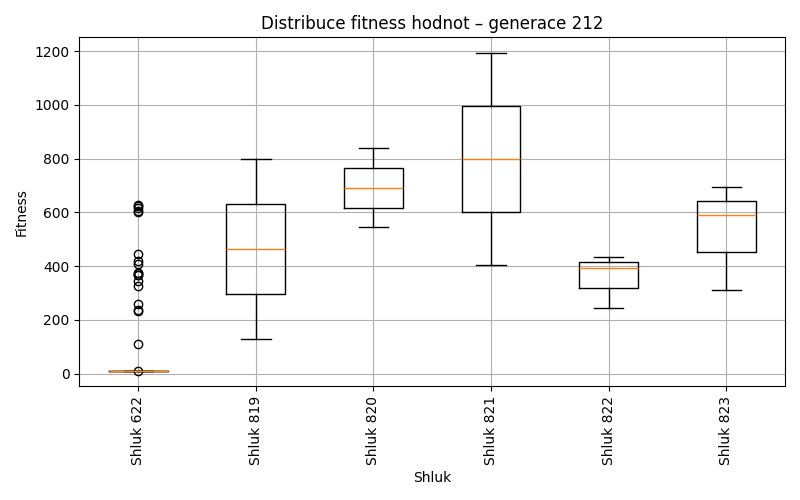 Distribuce fitness hodnot – generace 212
1200
1000
800
600
400
200
0
Fitness
Shluk 622
Shluk 819
Shluk 820
Shluk 821
Shluk 822
Shluk 823
Shluk